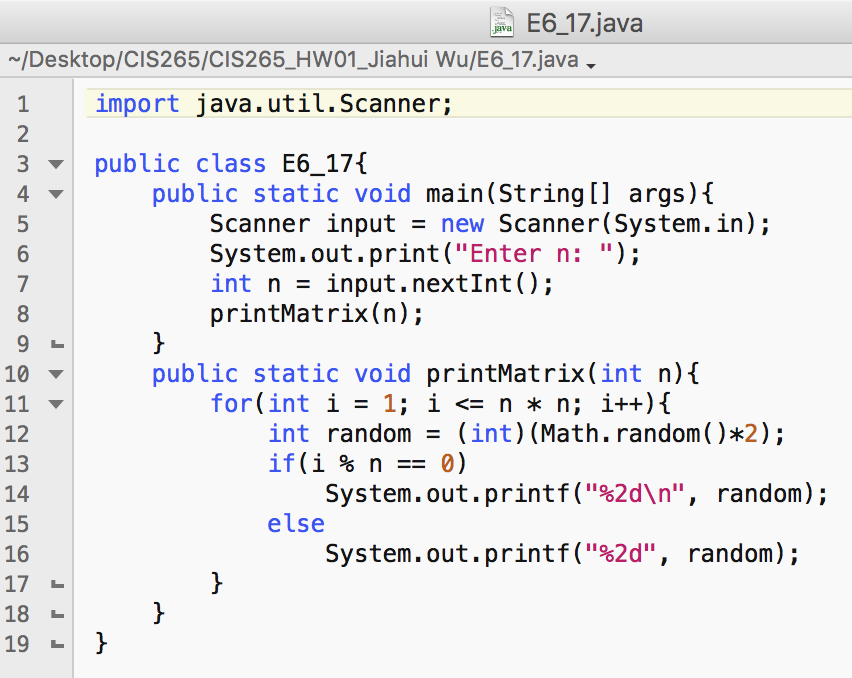 E6_17.java
~/Desktop/CIS265/CIS265_HW01_Jiahui Wu/E6_17.java
1 import java.util.Scanner;
2
3 public class E6_17{
4     public static void main(String[] args){
5         Scanner input = new Scanner(System.in);
6         System.out.print("Enter n: ");
7         int n = input.nextInt();
8         printMatrix(n);
9     }
10     public static void printMatrix(int n){
11         for(int i = 1; i <= n * n; i++){
12             int random = (int)(Math.random()*2);
13             if(i % n == 0)
14                 System.out.printf("%2d\n", random);
15             else
16                 System.out.printf("%2d", random);
17         }
18     }
19 }